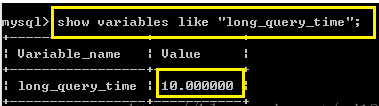 mysql> show variables like "long_query_time";
+-----------------+-----------+
| Variable_name | Value |
+-----------------+-----------+
| long_query_time | 10.000000 |
+-----------------+-----------+